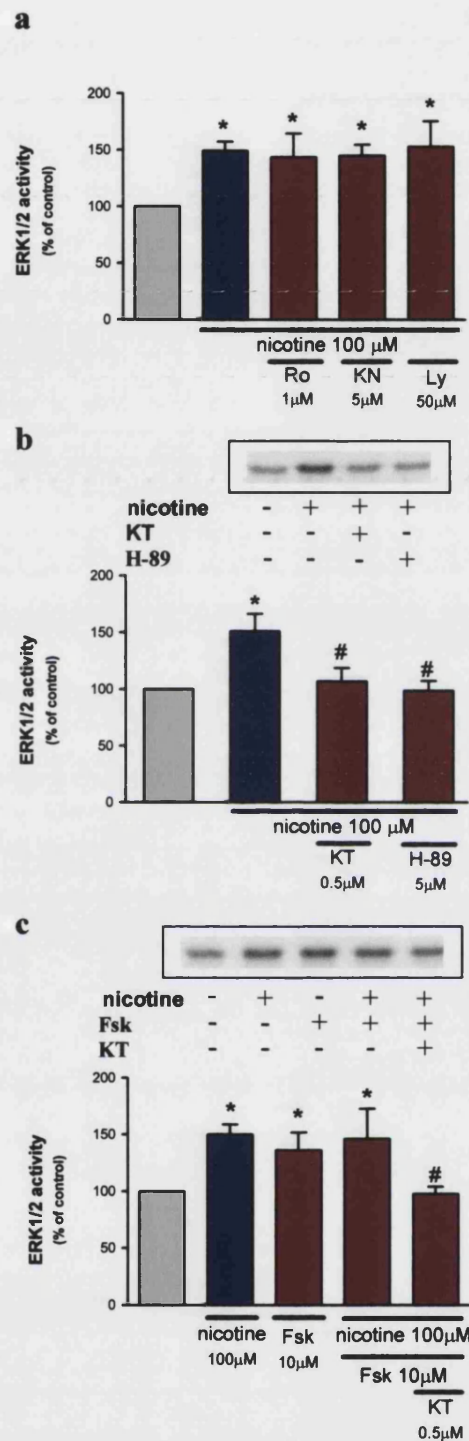 a
ERK1/2 activity
(% of control)
200
150
100
50
0
* * * *
nicotine 100 µM
Ro KN Ly
1µM 5µM 50µM
b
nicotine - + + +
KT - - + -
H-89 - - - +
ERK1/2 activity
(% of control)
200
150
100
50
0
* # #
nicotine 100 µM
KT H-89
0.5µM 5µM
c
nicotine - + - + +
Fsk - - + + +
KT - - - - +
ERK1/2 activity
(% of control)
200
150
100
50
0
* * * #
nicotine Fsk nicotine 100µM
100µM 10µM Fsk 10µM
KT
0.5µM